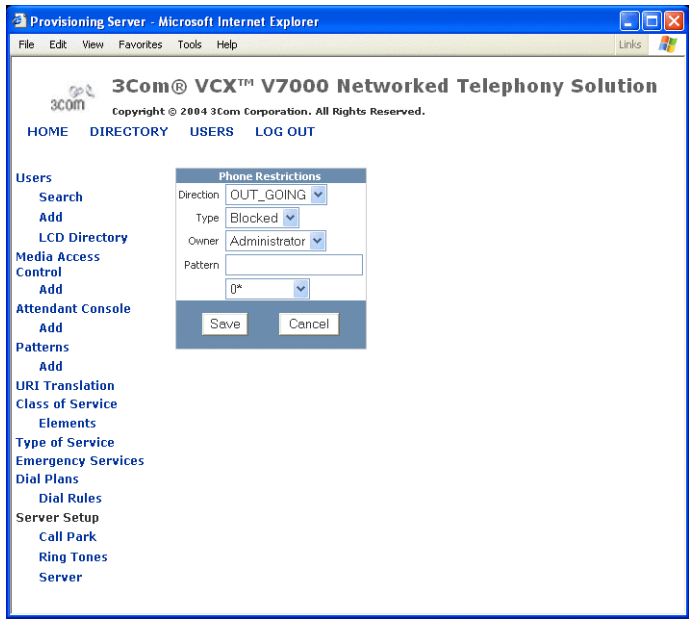 Provisioning Server - Microsoft Internet Explorer
File Edit View Favorites Tools Help Links
3Com® VCX™ V7000 Networked Telephony Solution
3COM
Copyright © 2004 3Com Corporation. All Rights Reserved.
HOME DIRECTORY USERS LOG OUT
Users
Search
Add
LCD Directory
Media Access
Control
Add
Attendant Console
Add
Patterns
Add
URI Translation
Class of Service
Elements
Type of Service
Emergency Services
Dial Plans
Dial Rules
Server Setup
Call Park
Ring Tones
Server
Phone Restrictions
Direction OUT_GOING
Type Blocked
Owner Administrator
Pattern
0*
Save Cancel